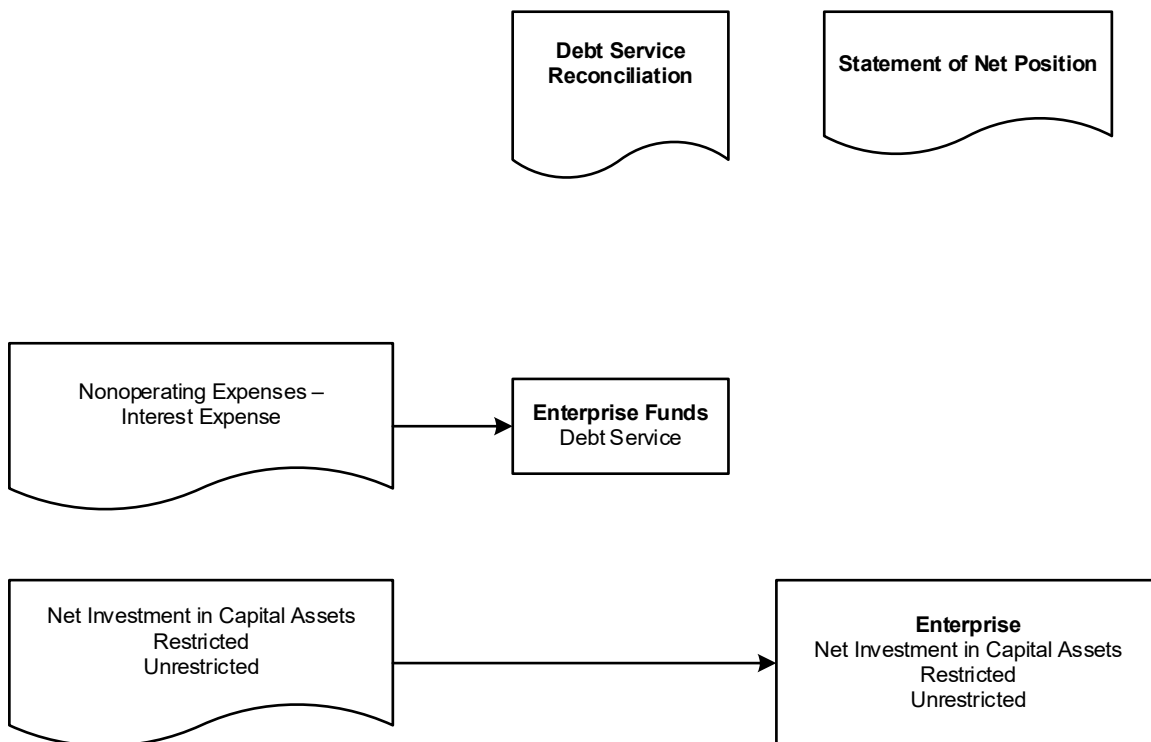 Debt Service
Reconciliation
Statement of Net Position
Nonoperating Expenses –
Interest Expense
Enterprise Funds
Debt Service
Net Investment in Capital Assets
Restricted
Unrestricted
Enterprise
Net Investment in Capital Assets
Restricted
Unrestricted